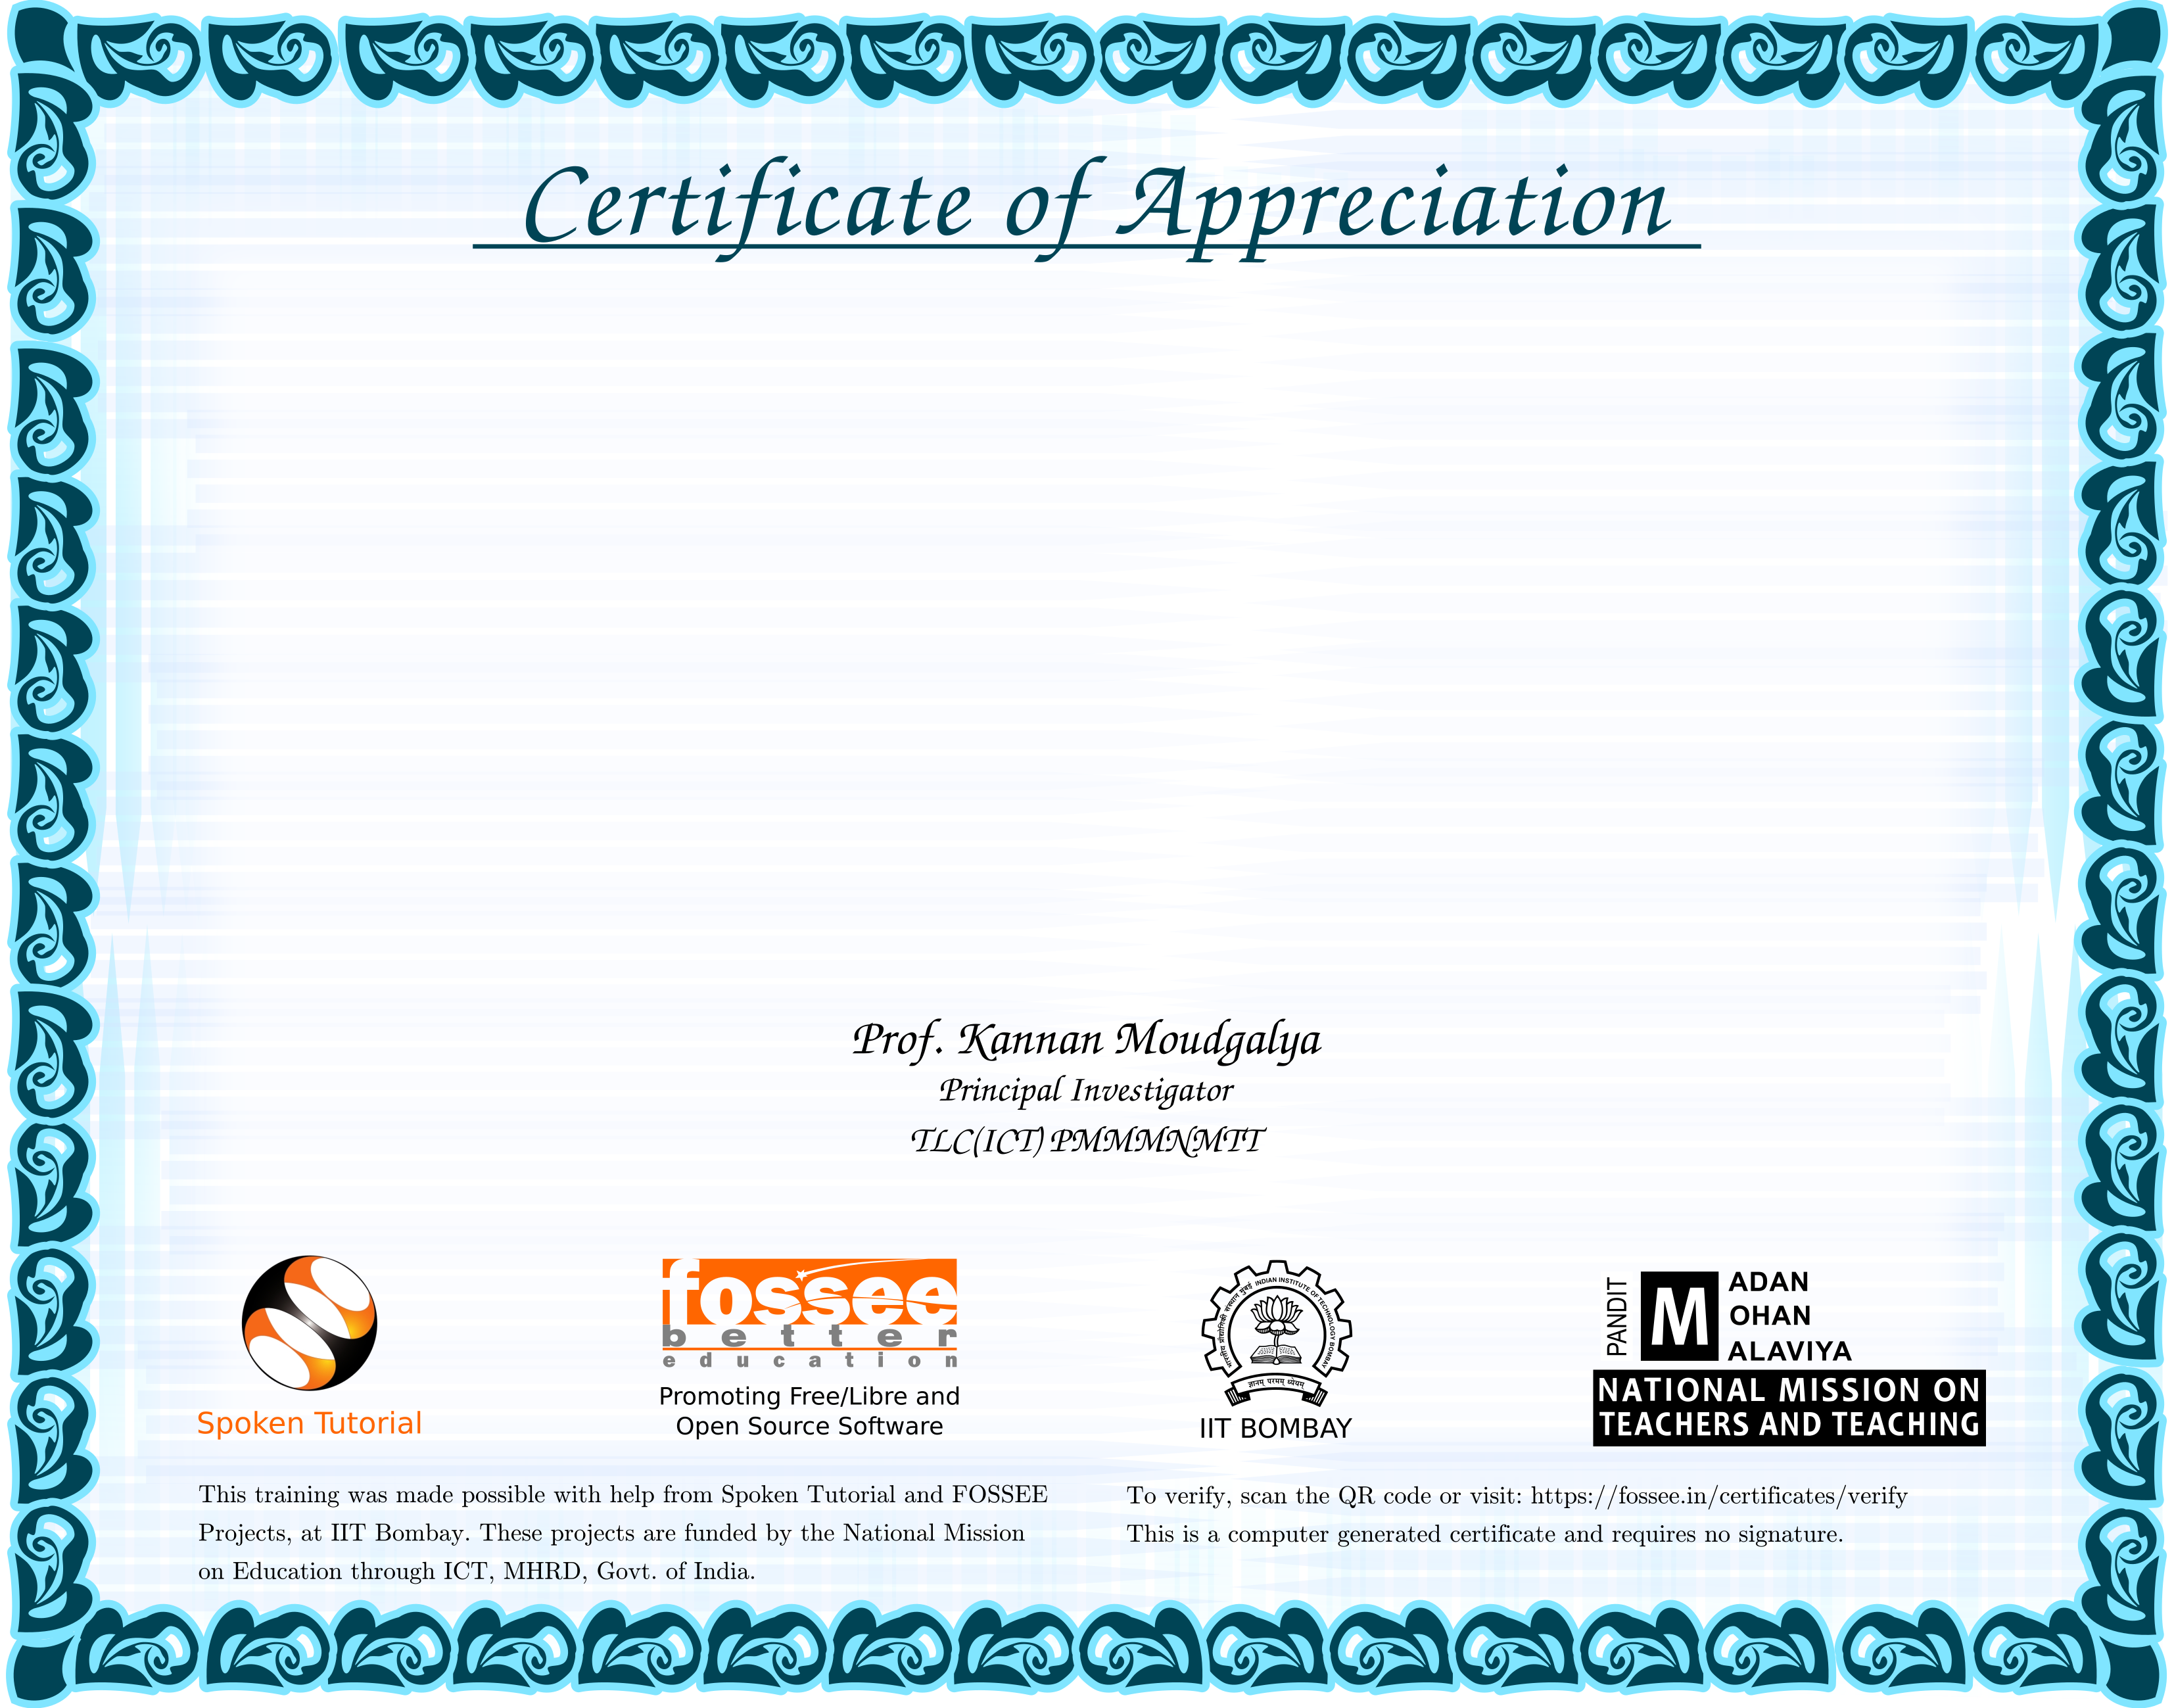 Certificate of Appreciation
Prof. Kannan Moudgalya
Principal Investigator
TLC(ICT) PMMMNMTT
Spoken Tutorial
fossee
better
education
Promoting Free/Libre and
Open Source Software
भारतीय प्रौद्योगिकी संस्थान मुंबई INDIAN INSTITUTE OF TECHNOLOGY BOMBAY
ज्ञानम् परमम् ध्येयम्
IIT BOMBAY
PANDIT
M
ADAN
OHAN
ALAVIYA
NATIONAL MISSION ON
TEACHERS AND TEACHING
This training was made possible with help from Spoken Tutorial and FOSSEE
Projects, at IIT Bombay. These projects are funded by the National Mission
on Education through ICT, MHRD, Govt. of India.
To verify, scan the QR code or visit: https://fossee.in/certificates/verify
This is a computer generated certificate and requires no signature.